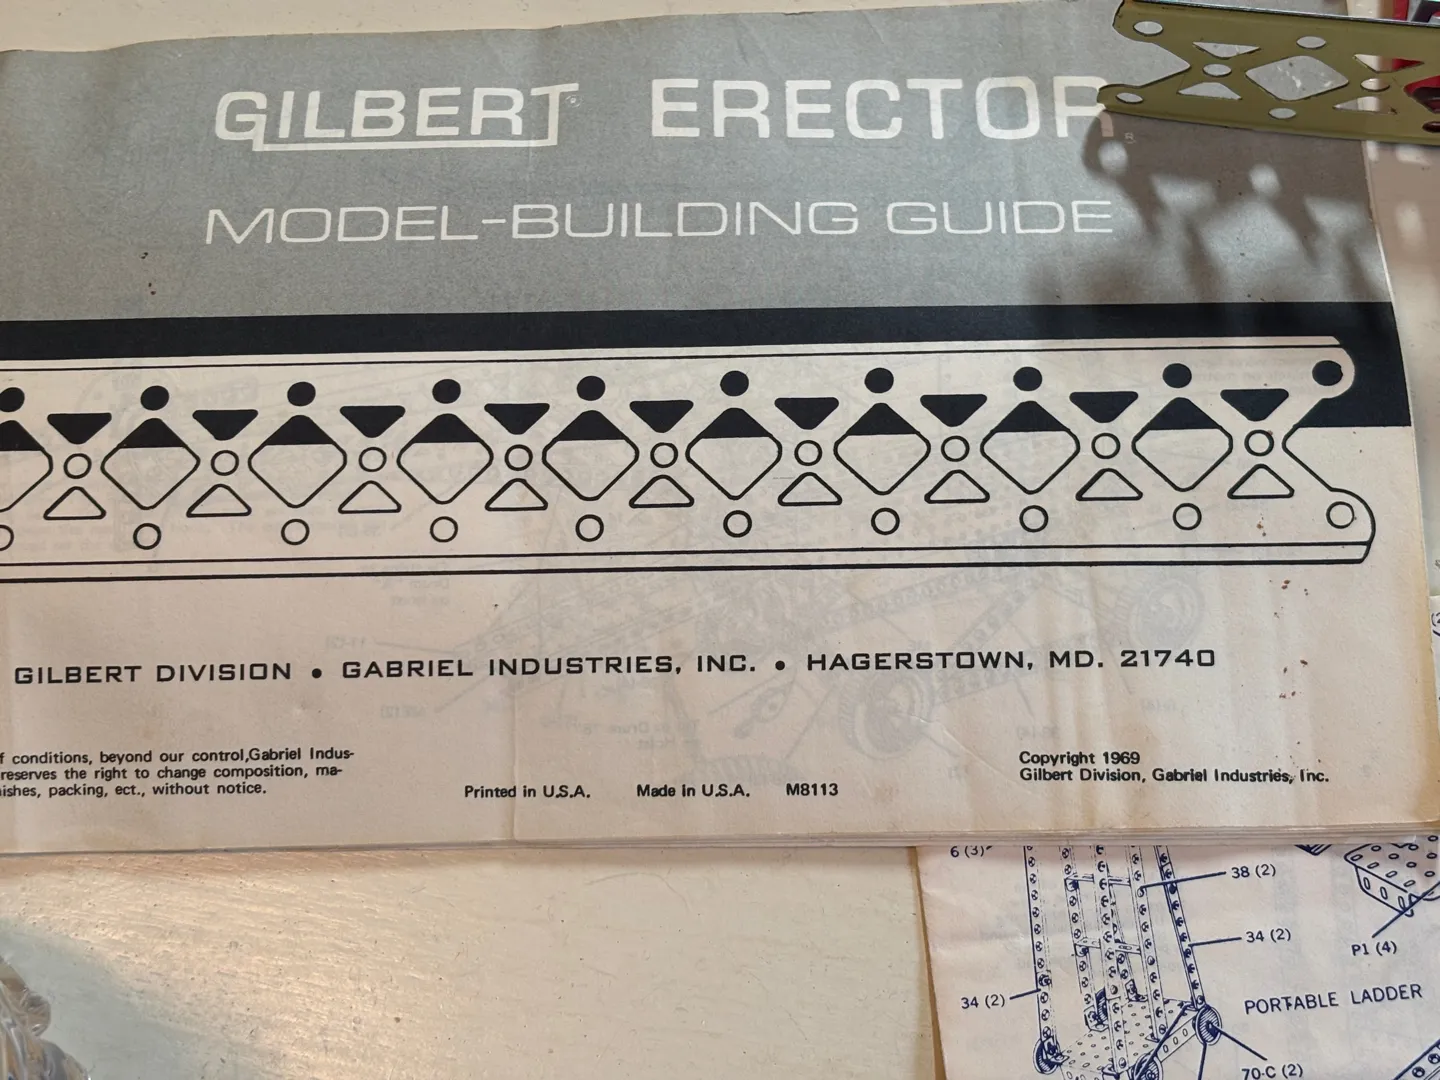 GILBERT® ERECTOR
MODEL-BUILDING GUIDE
GILBERT DIVISION • GABRIEL INDUSTRIES, INC. • HAGERSTOWN, MD. 21740
f conditions, beyond our control,Gabriel Indus-
reserves the right to change composition, ma-
ishes, packing, ect., without notice.
Printed in U.S.A. Made in U.S.A. M8113
Copyright 1969
Gilbert Division, Gabriel Industries, Inc.
6 (3)
38 (2)
34 (2)
P1 (4)
34 (2)
PORTABLE LADDER
70-C (2)